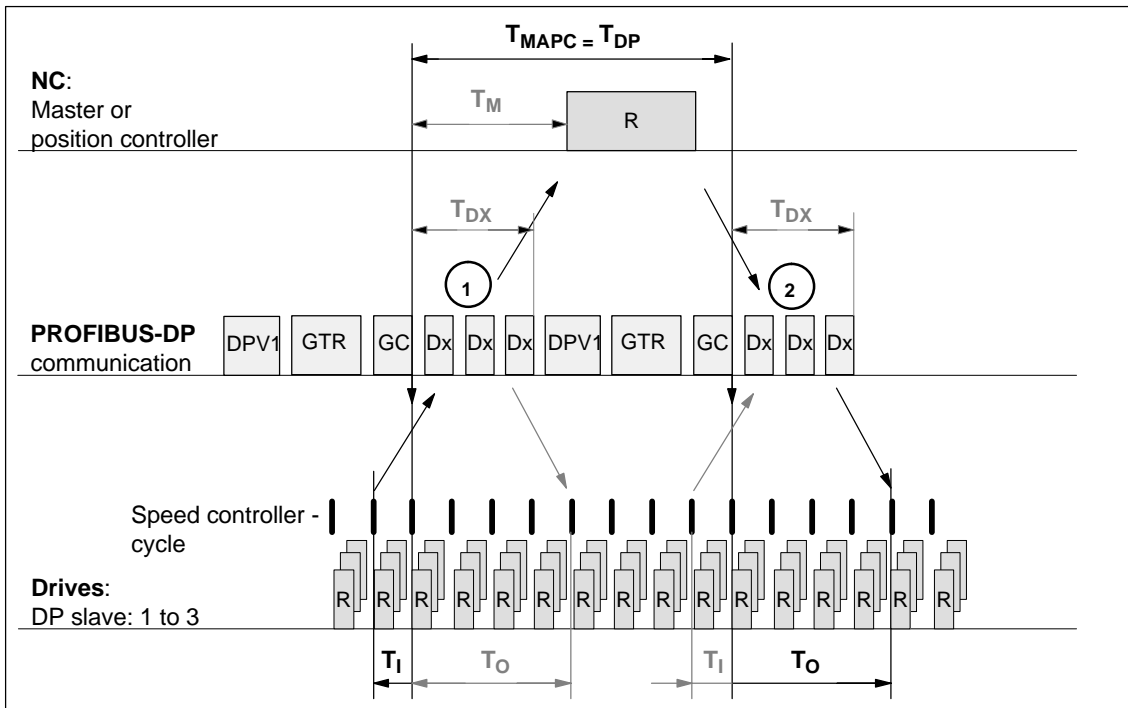 TMAPC = TDP
NC:
Master or
position controller
TM
R
TDX
TDX
1
2
PROFIBUS-DP
communication
DPV1 GTR GC Dx Dx Dx DPV1 GTR GC Dx Dx Dx
Speed controller -
cycle
Drives:
DP slave: 1 to 3
R R R R R R R R R R R R R R R R
TI TO TI TO